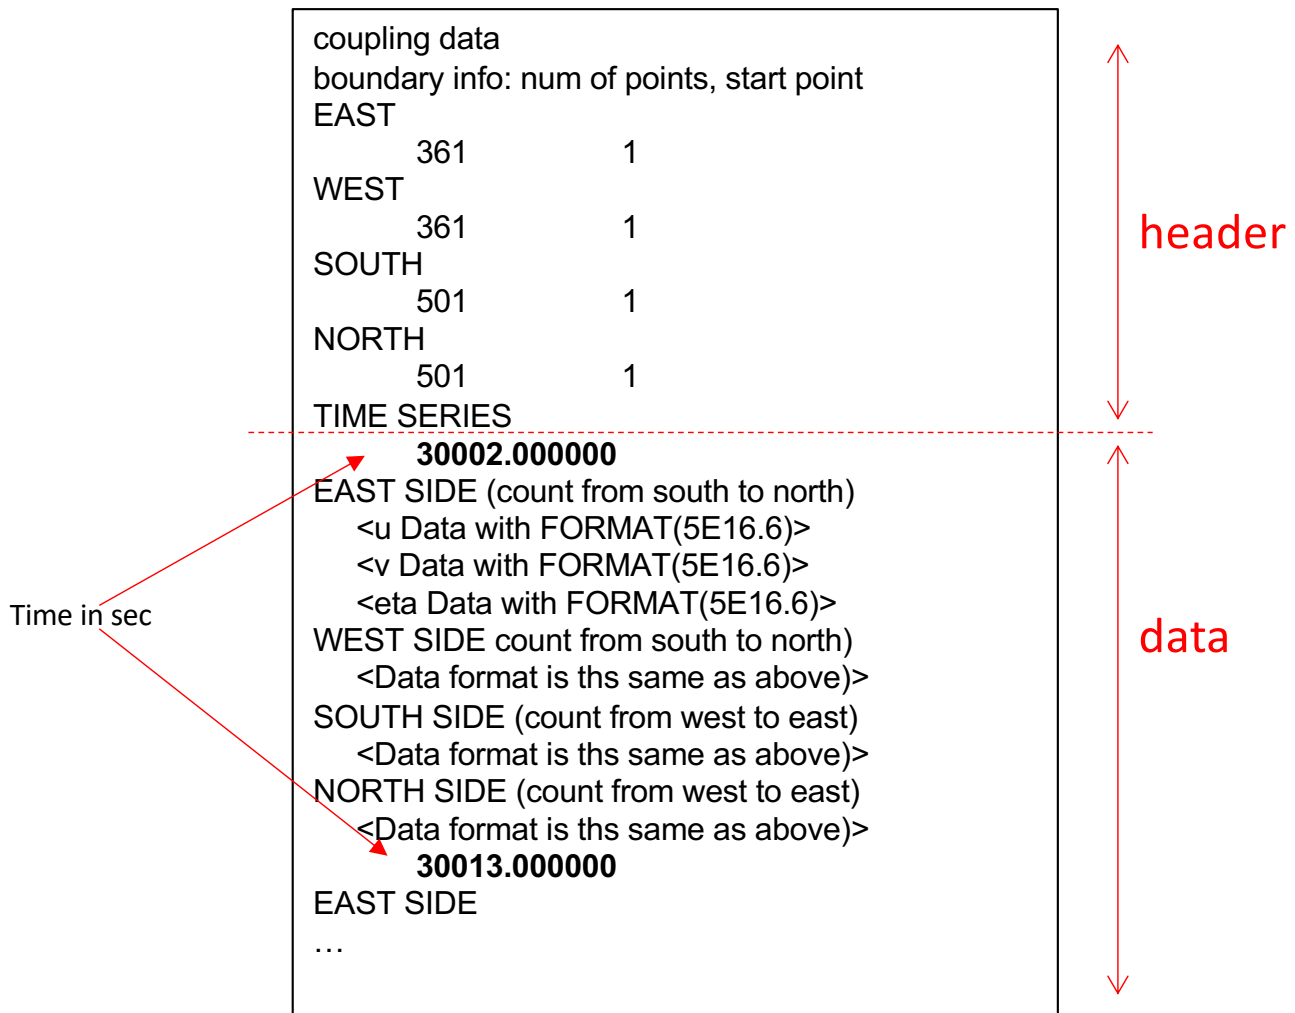 coupling data
boundary info: num of points, start point
EAST
361 1
WEST
361 1
header
SOUTH
501 1
NORTH
501 1
TIME SERIES
30002.000000
EAST SIDE (count from south to north)
<u Data with FORMAT(5E16.6)>
<v Data with FORMAT(5E16.6)>
<eta Data with FORMAT(5E16.6)>
Time in sec
WEST SIDE count from south to north)
data
<Data format is ths same as above)>
SOUTH SIDE (count from west to east)
<Data format is ths same as above)>
NORTH SIDE (count from west to east)
<Data format is ths same as above)>
30013.000000
EAST SIDE
…